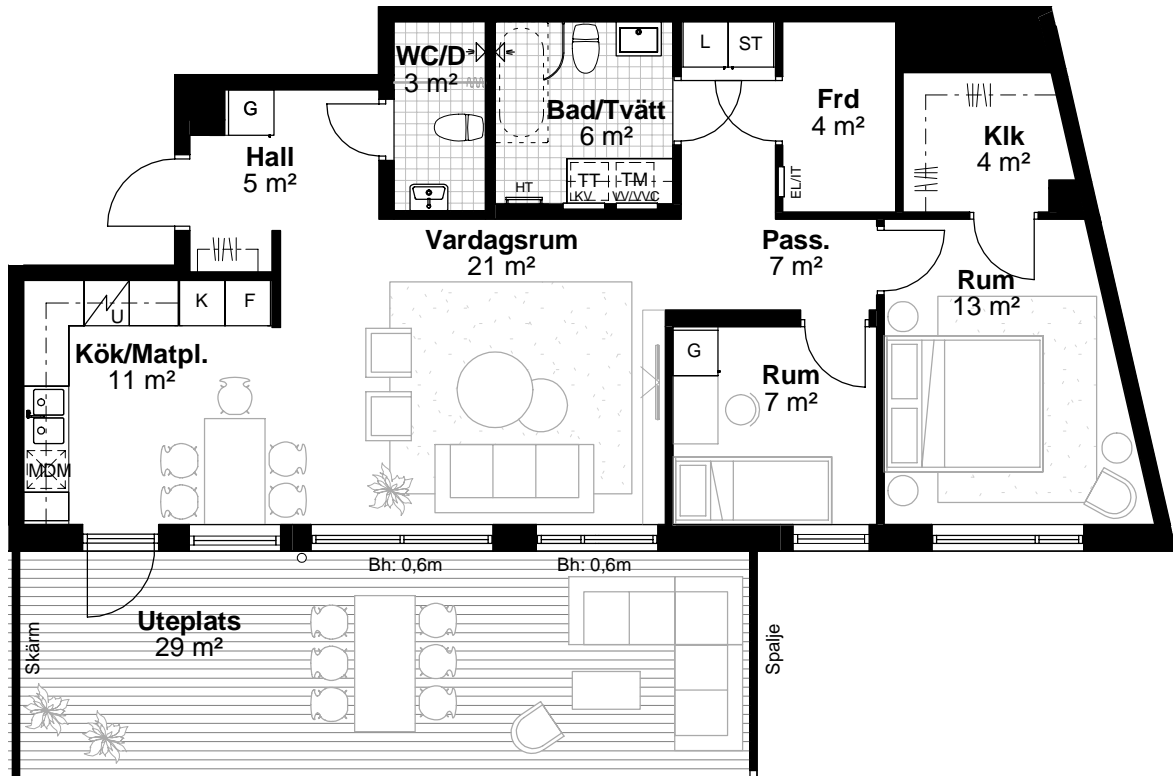 WC/D
3 m²
L
ST
Bad/Tvätt
6 m²
Frd
4 m²
Klk
4 m²
G
Hall
5 m²
HT
TT
KV
TM
VV/VVC
EL/IT
Vardagsrum
21 m²
Pass.
7 m²
Rum
13 m²
U
K
F
Kök/Matpl.
11 m²
G
Rum
7 m²
MDM
Bh: 0,6m
Bh: 0,6m
Uteplats
29 m²
Skärm
Spalje